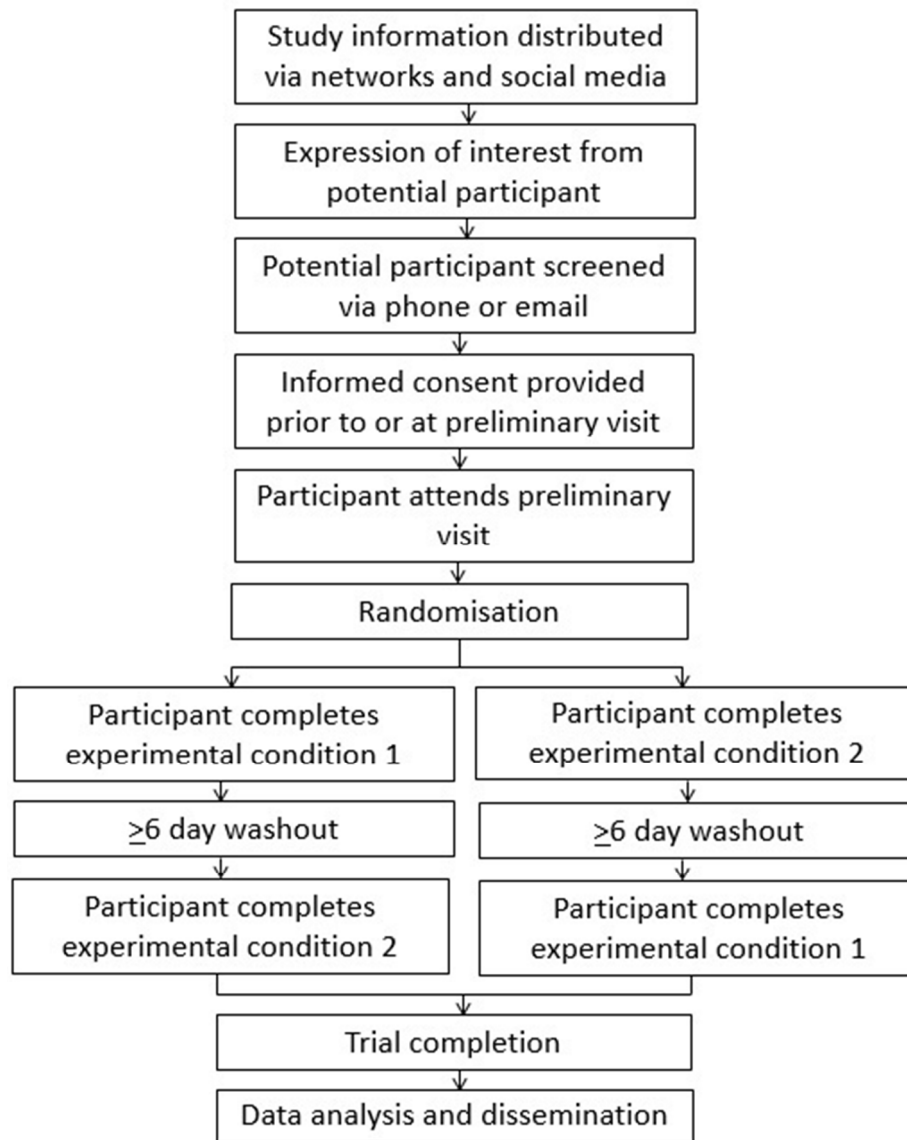 Study information distributed
via networks and social media
Expression of interest from
potential participant
Potential participant screened
via phone or email
Informed consent provided
prior to or at preliminary visit
Participant attends preliminary
visit
Randomisation
Participant completes
experimental condition 1
Participant completes
experimental condition 2
≥6 day washout
≥6 day washout
Participant completes
experimental condition 2
Participant completes
experimental condition 1
Trial completion
Data analysis and dissemination